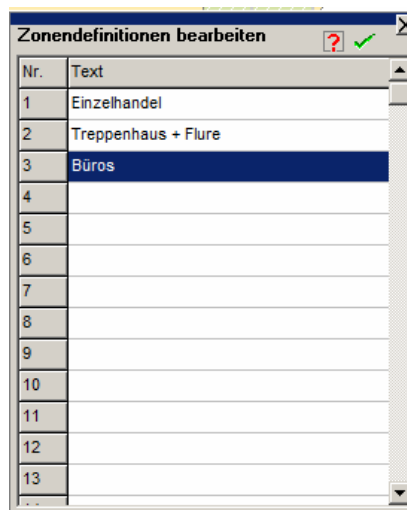 Zonendefinitionen bearbeiten
Nr. Text
1 Einzelhandel
2 Treppenhaus + Flure
3 Büros
4
5
6
7
8
9
10
11
12
13